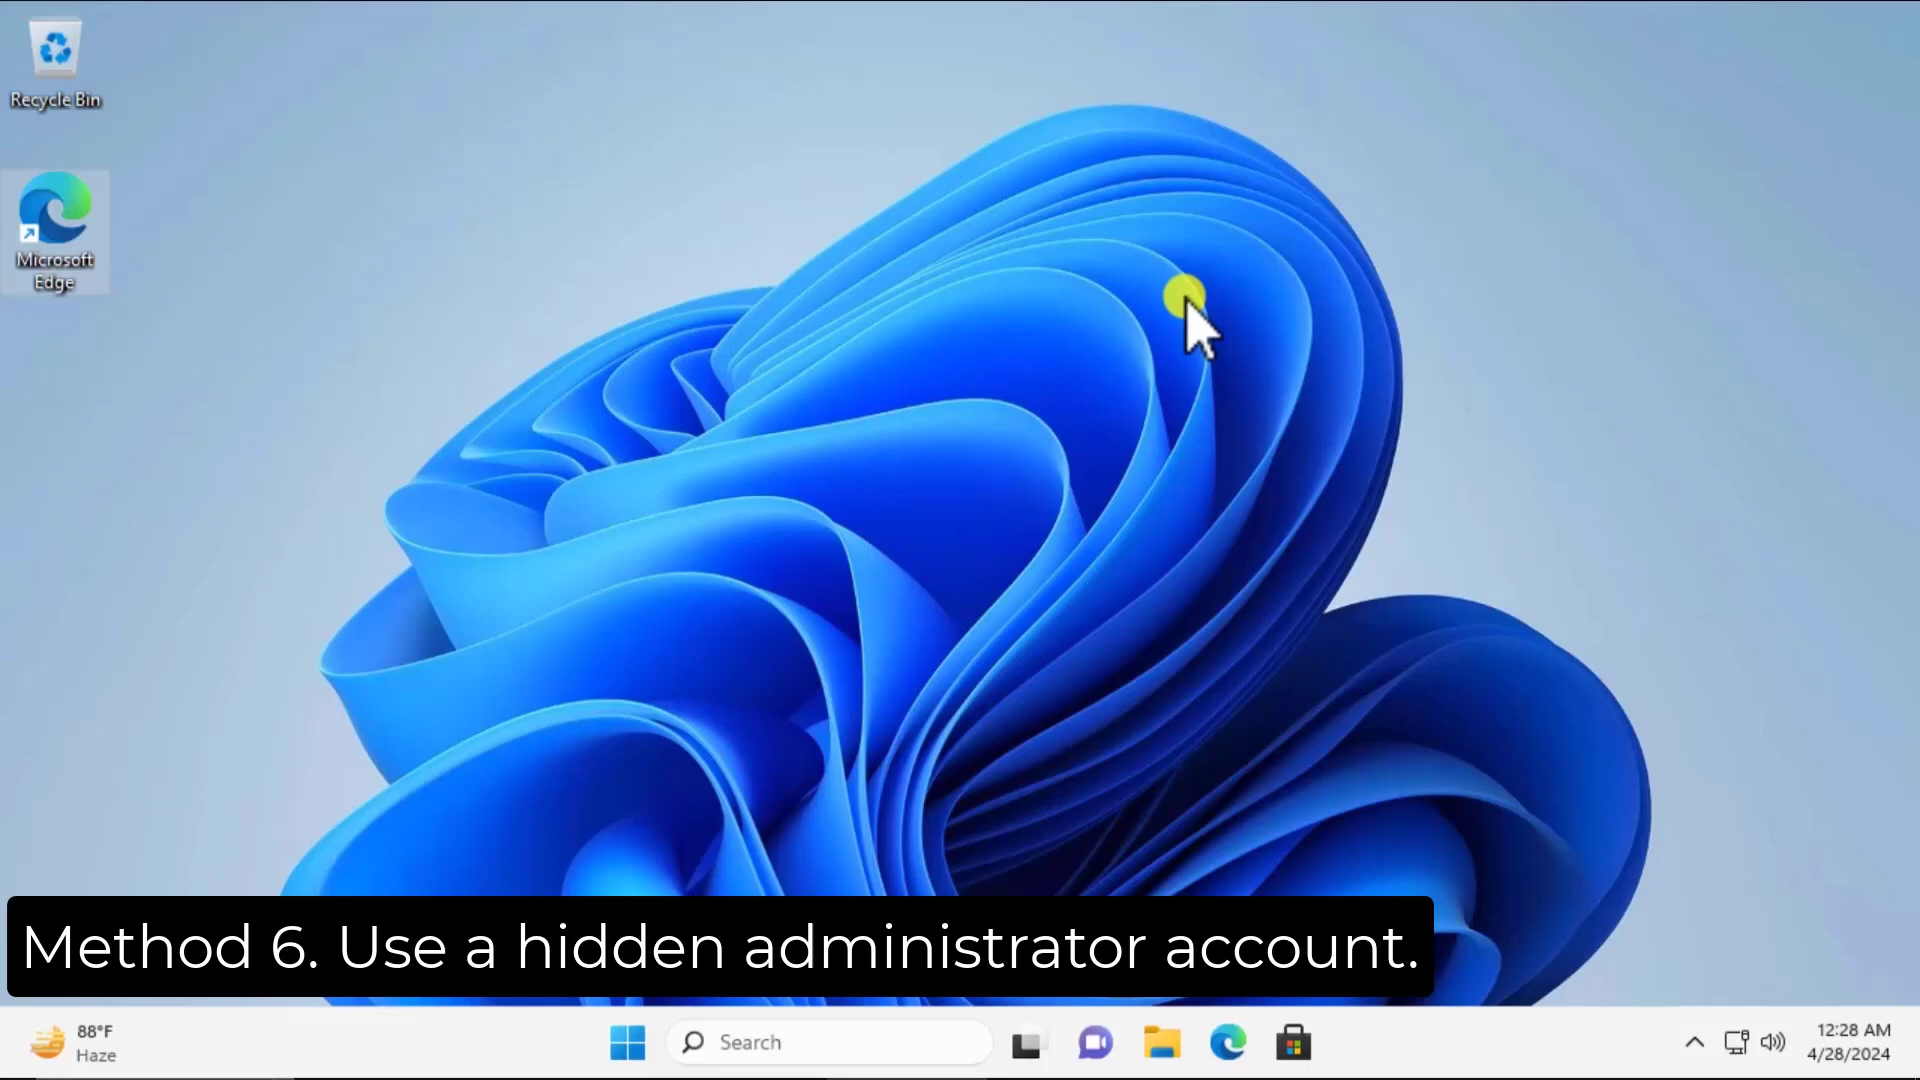 Recycle Bin
Microsoft
Edge
Method 6. Use a hidden administrator account.
88°F
Haze
Search
12:28 AM
4/28/2024